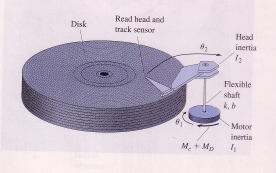 Disk
Read head and
track sensor
θ2
Head
inertia
I2
Flexible
shaft
k, b
θ1
Motor
inertia
I1
Mc + MD